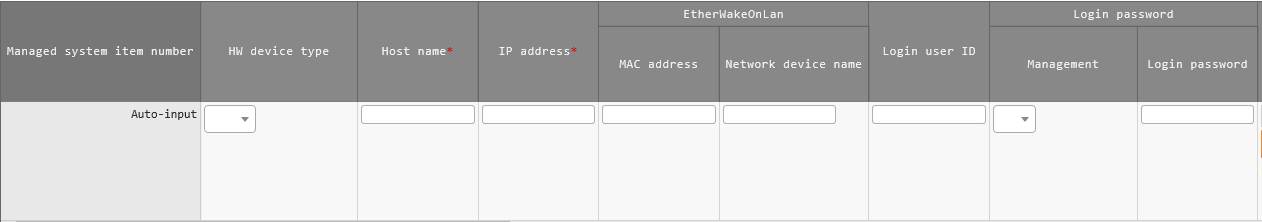 EtherWakeOnLan
Login password
Managed system item number
HW device type
Host name*
IP address*
MAC address
Network device name
Login user ID
Management
Login password
Auto-input